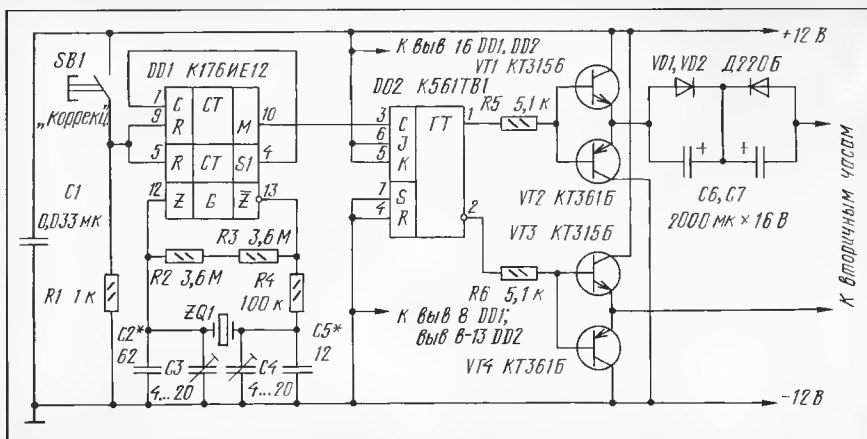 +12 В
SB1
„Коррекц."
DD1 К176ИЕ12
К выв 16 DD1, DD2
VT1 КТ315б
VD1, VD2 Д220Б
DD2 К561ТВ1
R5 5,1 к
7 C CT
9 R M 10
5 R CT S1 4
12 Z G Z̅ 13
3 C TT 1
6 J
5 K
7 S
4 R 2
VT2 КТ361Б
C6, C7
2000 мк × 16 В
К вторичным часам
C1
0,033 мк
R3 3,6 М
R2 3,6 М
R4
100 к
VT3 КТ315Б
R6 5,1 к
R1 1 к
ZQ1
C2*
62
C3
4...20
C4
4...20
C5*
12
К выв 8 DD1;
выв 8-13 DD2
VT4 КТ361Б
-12 В